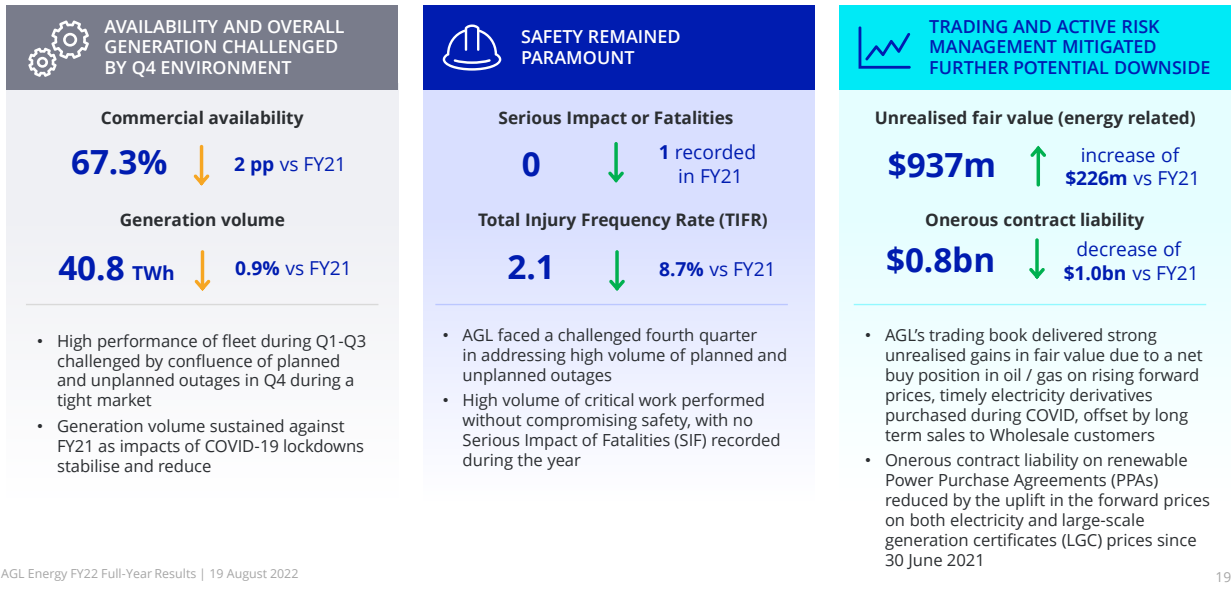 AVAILABILITY AND OVERALL
GENERATION CHALLENGED
BY Q4 ENVIRONMENT
Commercial availability
67.3%
2 pp vs FY21
Generation volume
40.8 TWh
0.9% vs FY21
• High performance of fleet during Q1-Q3
challenged by confluence of planned
and unplanned outages in Q4 during a
tight market
• Generation volume sustained against
FY21 as impacts of COVID-19 lockdowns
stabilise and reduce
SAFETY REMAINED
PARAMOUNT
Serious Impact or Fatalities
0
1 recorded
in FY21
Total Injury Frequency Rate (TIFR)
2.1
8.7% vs FY21
• AGL faced a challenged fourth quarter
in addressing high volume of planned and
unplanned outages
• High volume of critical work performed
without compromising safety, with no
Serious Impact of Fatalities (SIF) recorded
during the year
TRADING AND ACTIVE RISK
MANAGEMENT MITIGATED
FURTHER POTENTIAL DOWNSIDE
Unrealised fair value (energy related)
$937m
increase of
$226m vs FY21
Onerous contract liability
$0.8bn
decrease of
$1.0bn vs FY21
• AGL's trading book delivered strong
unrealised gains in fair value due to a net
buy position in oil / gas on rising forward
prices, timely electricity derivatives
purchased during COVID, offset by long
term sales to Wholesale customers
• Onerous contract liability on renewable
Power Purchase Agreements (PPAs)
reduced by the uplift in the forward prices
on both electricity and large-scale
generation certificates (LGC) prices since
30 June 2021
AGL Energy FY22 Full-Year Results | 19 August 2022
19